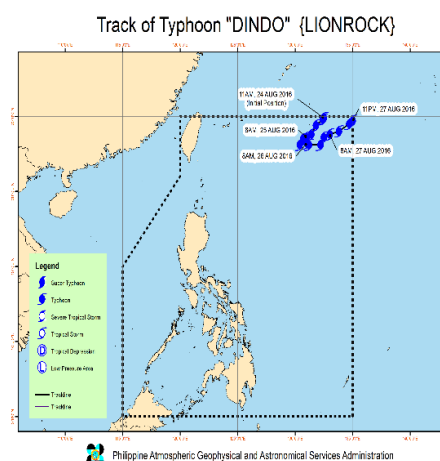 Track of Typhoon "DINDO" {LIONROCK}
11AM, 24 AUG 2016
(Initial Position)
11PM, 27 AUG 2016
8AM, 25 AUG 2016
8AM, 26 AUG 2016
8AM, 27 AUG 2016
Legend
Super Typhoon
Typhoon
Severe Tropical Storm
Tropical Storm
Tropical Depression
Low Pressure Area
Trackline
Trackline
Philippine Atmospheric Geophysical and Astronomical Services Administration